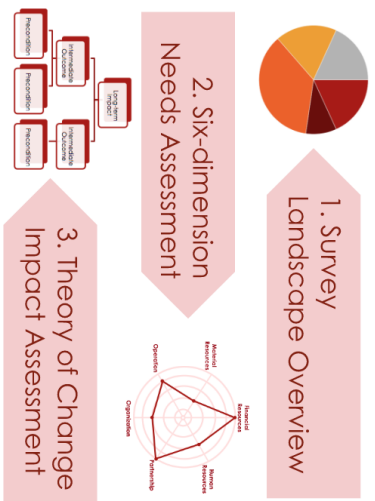 1. Survey
Landscape Overview
2. Six-dimension
Needs Assessment
Financial
Resources
Human
Resources
Partnership
Organization
Operation
Material
Resources
Long-term
Impact
Intermediate
Outcome
Intermediate
Outcome
Precondition
Precondition
Precondition
3. Theory of Change
Impact Assessment